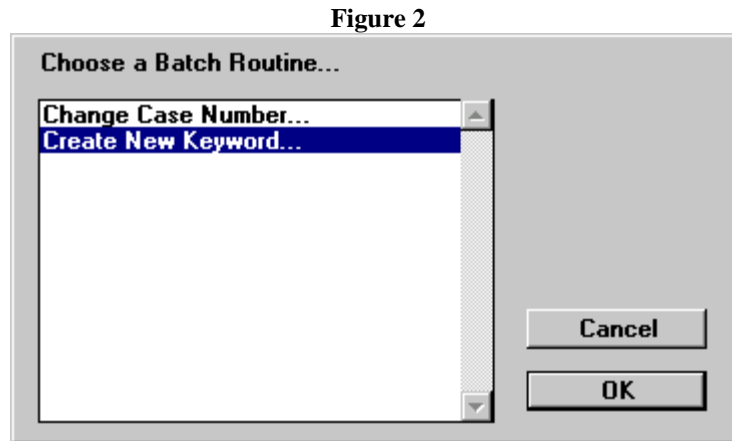 Figure 2
Choose a Batch Routine...
Change Case Number...
Create New Keyword...
Cancel
OK